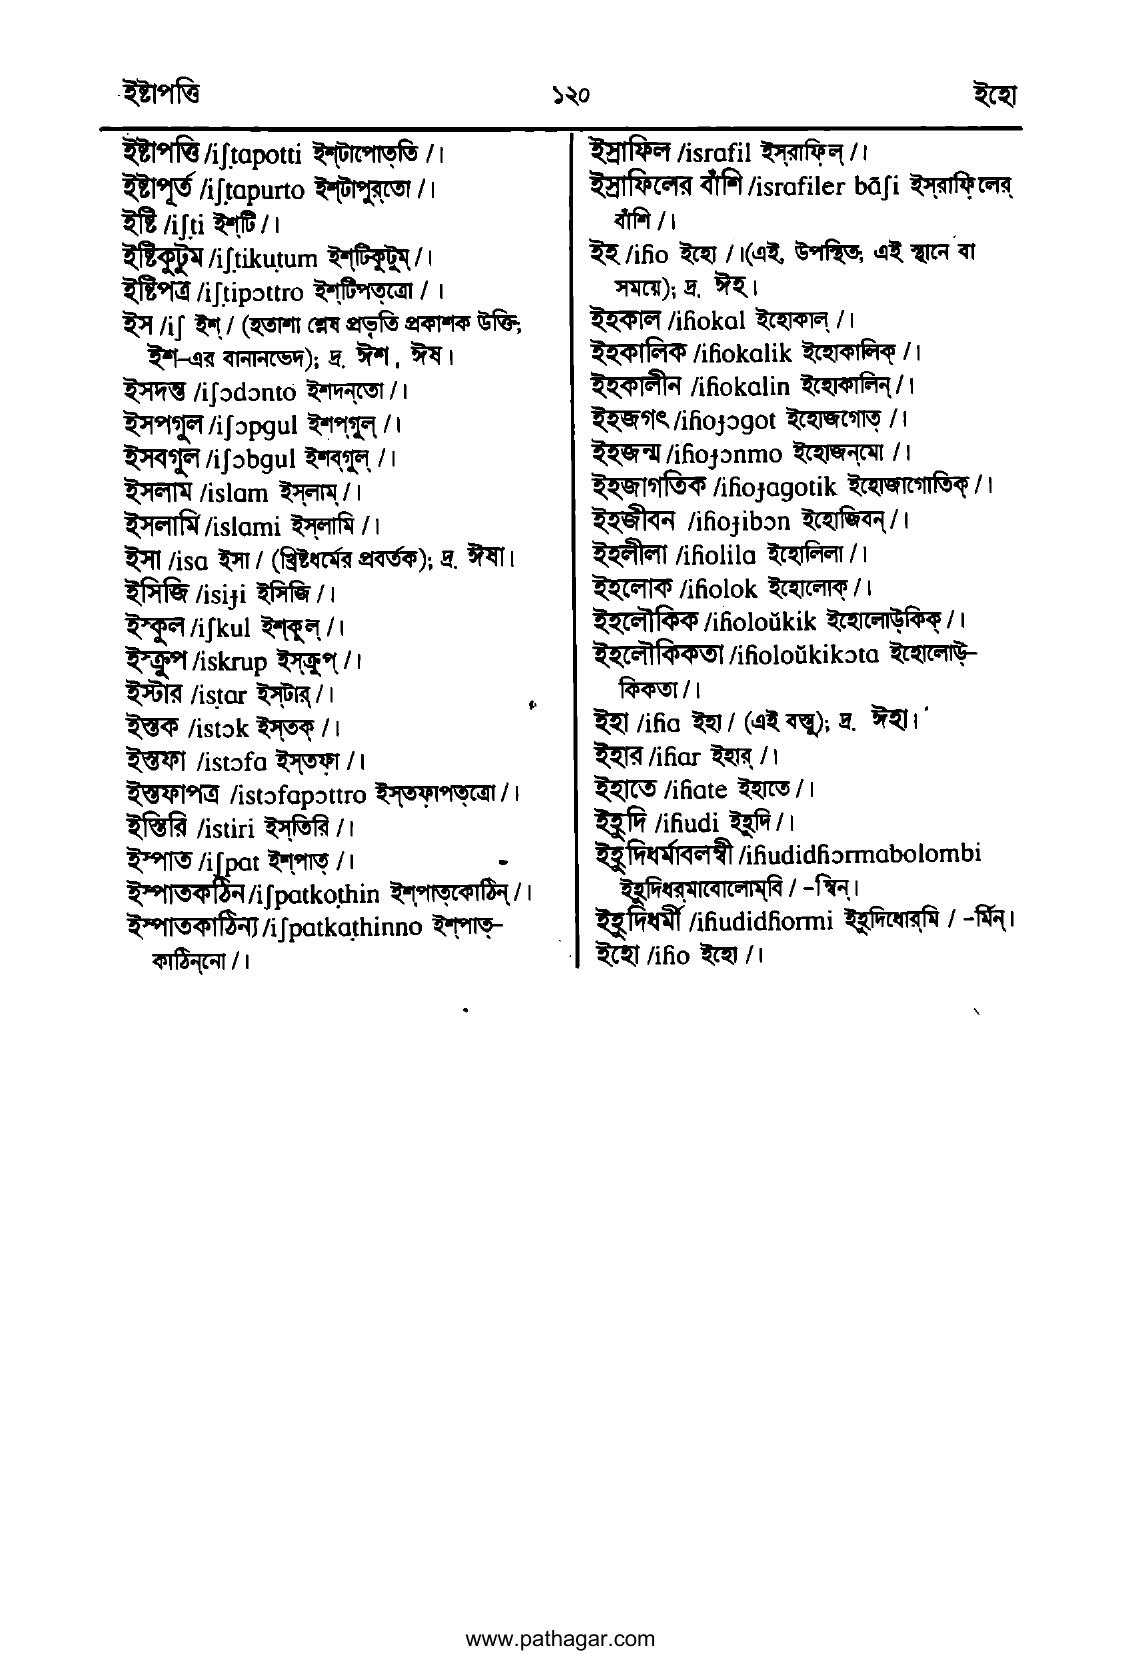 ইষ্টাপত্তি ১২০ ইহো
ইষ্টাপত্তি /iʃṭapotti ইশ্‌টাপোত্‌তি /।
ইষ্টাপূর্ত /iʃṭapurto ইশ্‌টাপুর্‌তো /।
ইষ্টি /iʃṭi ইশ্‌টি /।
ইষ্টিকুটুম /iʃṭikuṭum ইশ্‌টিকুটুম্ /।
ইষ্টিপত্র /iʃṭipɔttro ইশ্‌টিপত্‌ত্রো /।
ইস /iʃ ইশ্ / (হতাশা শ্লেষ প্রভৃতি প্রকাশক উক্তি;
ইশ-এর বানানভেদ); দ্র. ঈশ, ঈষ।
ইসদন্ত /iʃɔdɔnto ইশদন্‌তো /।
ইসপগুল /iʃɔpgul ইশপ্‌গুল্ /।
ইসবগুল /iʃɔbgul ইশব্‌গুল্ /।
ইসলাম /islam ইস্‌লাম্ /।
ইসলামি /islami ইস্‌লামি /।
ইসা /isa ইসা / (খ্রিষ্টধর্মের প্রবর্তক); দ্র. ঈষা।
ইসিজি /isiɟi ইসিজি /।
ইস্কুল /iʃkul ইশ্‌কুল্ /।
ইস্ক্রুপ /iskrup ইস্‌ক্রুপ্ /।
ইস্টার /isṭar ইস্‌টার্ /।
ইস্তক /istɔk ইস্‌তক্ /।
ইস্তফা /istɔfa ইস্‌তফ়া /।
ইস্তফাপত্র /istɔfapɔttro ইস্‌তফ়াপত্‌ত্রো /।
ইস্তিরি /istiri ইস্‌তিরি /।
ইস্পাত /iʃpat ইশ্‌পাত্ /।
ইস্পাতকঠিন /iʃpatkoṭhin ইশ্‌পাত্‌কোঠিন্ /।
ইস্পাতকাঠিন্য /iʃpatkaṭhinno ইশ্‌পাত্‌-
কাঠিন্‌নো /।
ইস্রাফিল /israfil ইস্‌রাফ়িল্ /।
ইস্রাফিলের বাঁশি /israfiler bãʃi ইস্‌রাফ়িলের্
বাঁশি /।
ইহ /iɦo ইহো / ।(এই, উপস্থিত; এই স্থানে বা
সময়ে); দ্র. ঈহ।
ইহকাল /iɦokal ইহোকাল্ /।
ইহকালিক /iɦokalik ইহোকালিক্ /।
ইহকালীন /iɦokalin ইহোকালিন্ /।
ইহজগৎ /iɦoɟɔgot ইহোজগোত্ /।
ইহজন্ম /iɦoɟɔnmo ইহোজন্‌মো /।
ইহজাগতিক /iɦoɟagotik ইহোজাগোতিক্ /।
ইহজীবন /iɦoɟibɔn ইহোজিবন্ /।
ইহলীলা /iɦolila ইহোলিলা /।
ইহলোক /iɦolok ইহোলোক্ /।
ইহলৌকিক /iɦoloŭkik ইহোলোউ্‌কিক্ /।
ইহলৌকিকতা /iɦoloŭkikɔta ইহোলোউ্‌-
কিকতা /।
ইহা /iɦa ইহা / (এই বস্তু); দ্র. ঈহা।
ইহার /iɦar ইহার্ /।
ইহাতে /iɦate ইহাতে /।
ইহুদি /iɦudi ইহুদি /।
ইহুদিধর্মাবলম্বী /iɦudidɦɔrmabolombi
ইহুদিধর্‌মাবোলোম্‌বি / -ম্বিন্।
ইহুদিধর্মী /iɦudidɦormi ইহুদিধোর্‌মি / -র্মিন্।
ইহো /iɦo ইহো /।
www.pathagar.com